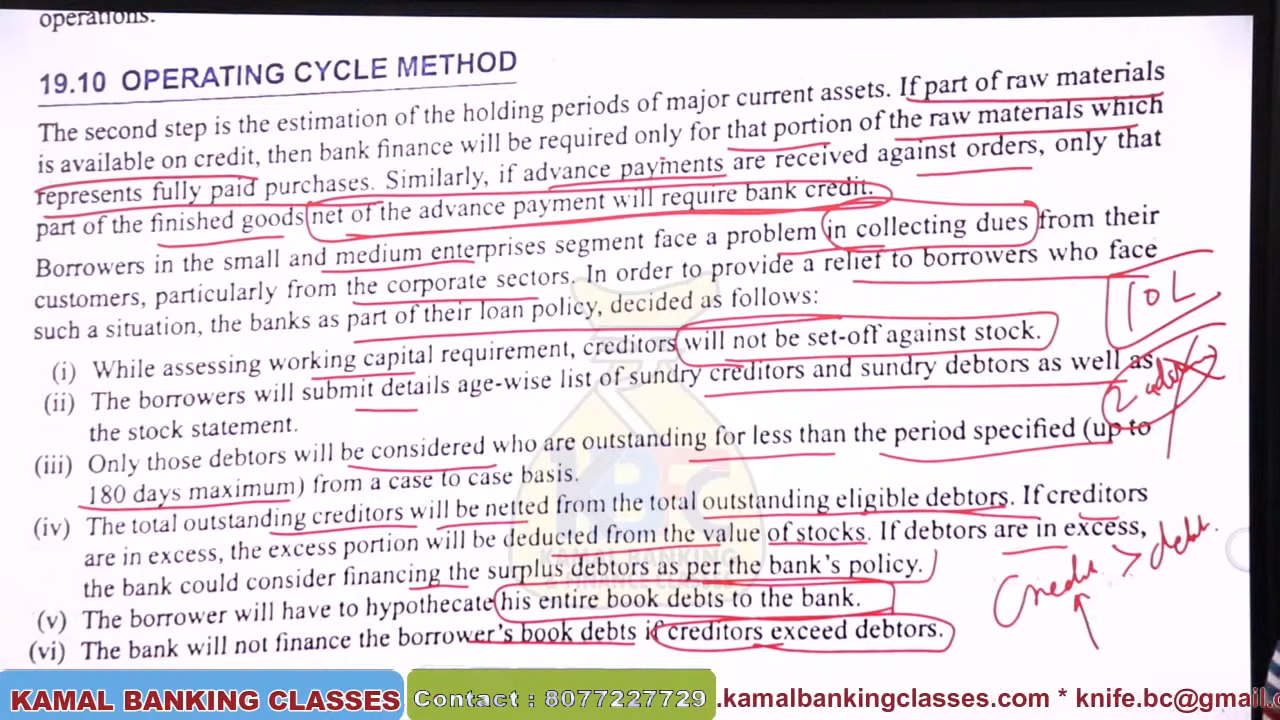 operations.
19.10 OPERATING CYCLE METHOD
The second step is the estimation of the holding periods of major current assets. If part of raw materials
is available on credit, then bank finance will be required only for that portion of the raw materials which
represents fully paid purchases. Similarly, if advance payments are received against orders, only that
part of the finished goods net of the advance payment will require bank credit.
Borrowers in the small and medium enterprises segment face a problem in collecting dues from their
customers, particularly from the corporate sectors. In order to provide a relief to borrowers who face
such a situation, the banks as part of their loan policy, decided as follows:
10L
(i) While assessing working capital requirement, creditors will not be set-off against stock.
(ii) The borrowers will submit details age-wise list of sundry creditors and sundry debtors as well as
the stock statement.
(iii) Only those debtors will be considered who are outstanding for less than the period specified (up to
180 days maximum) from a case to case basis.
(iv) The total outstanding creditors will be netted from the total outstanding eligible debtors. If creditors
are in excess, the excess portion will be deducted from the value of stocks. If debtors are in excess,
the bank could consider financing the surplus debtors as per the bank's policy.
(v) The borrower will have to hypothecate his entire book debts to the bank.
(vi) The bank will not finance the borrower's book debts if creditors exceed debtors.
KBC
KAMAL BANKING
& FINANCE CLASSES
KAMAL BANKING CLASSES
Contact : 8077227729
.kamalbankingclasses.com * knife.bc@gmail.c